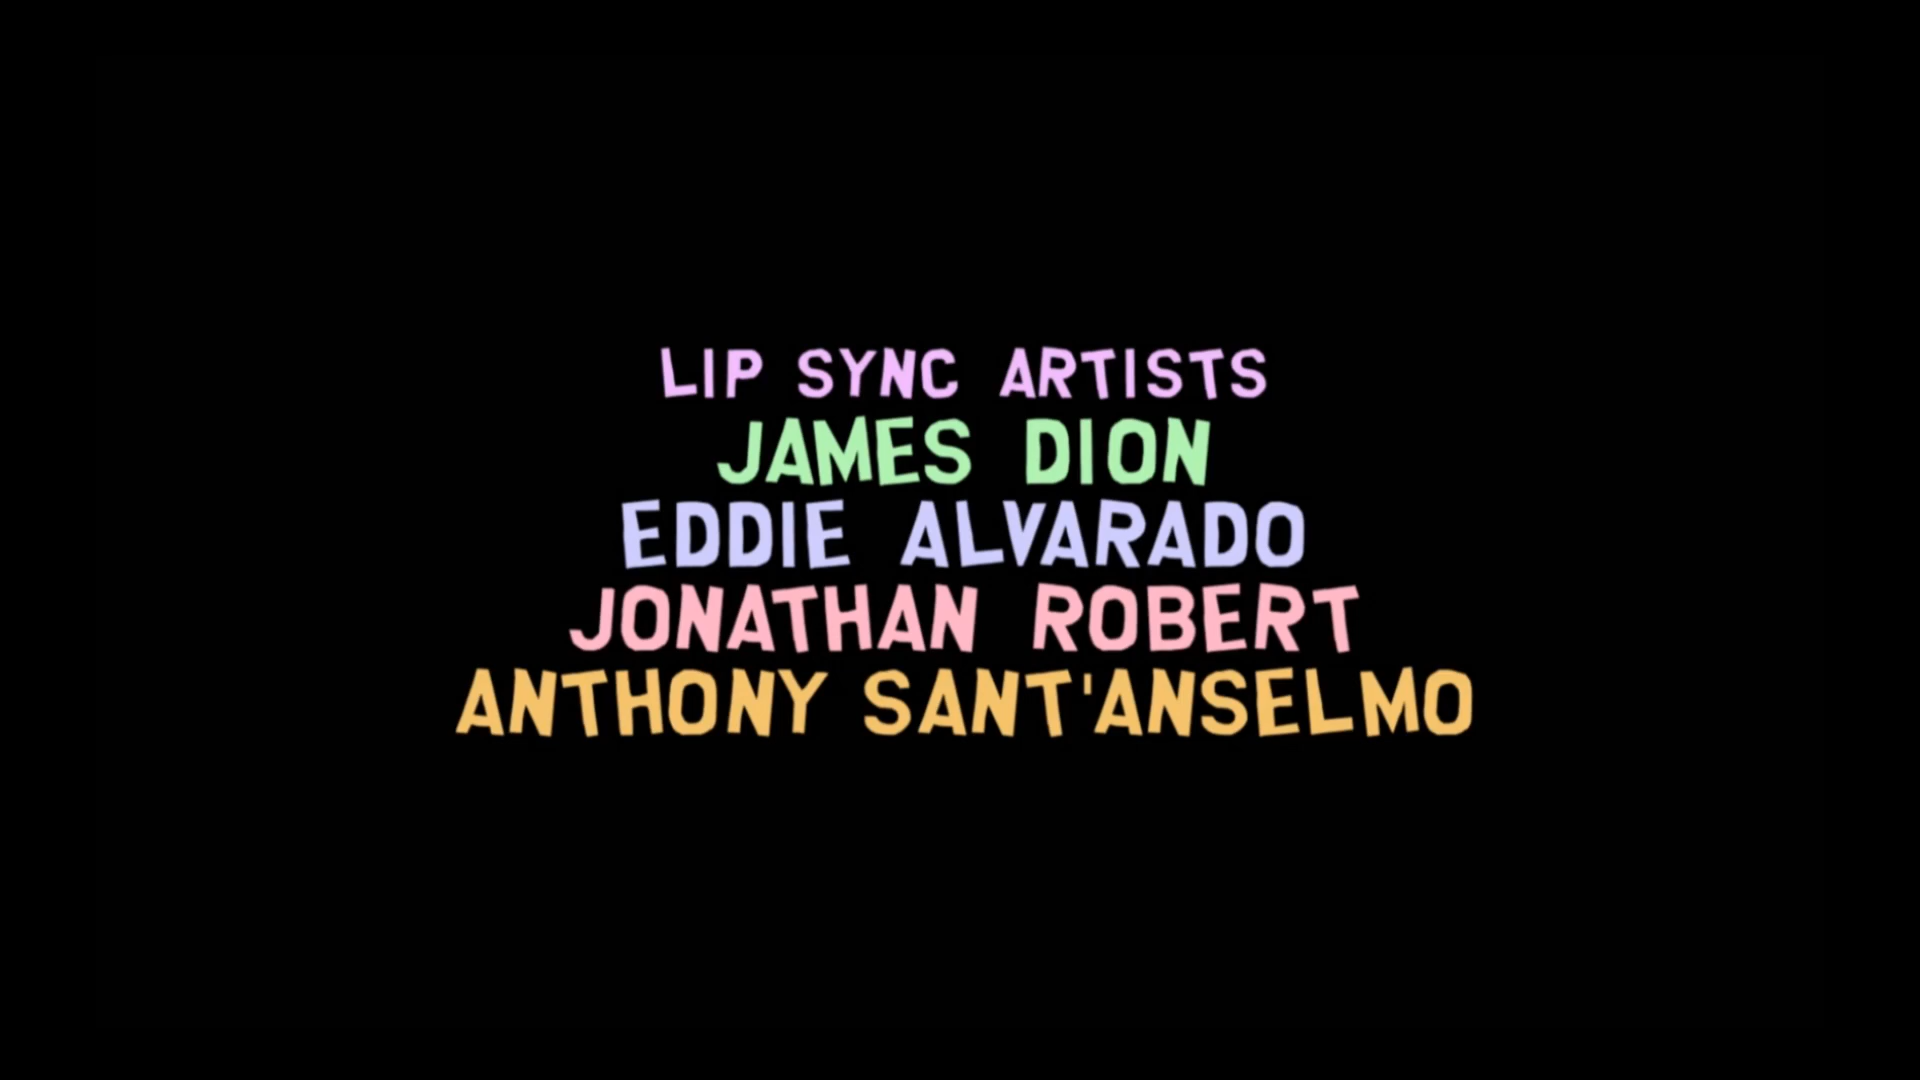 LIP SYNC ARTISTS
JAMES DION
EDDIE ALVARADO
JONATHAN ROBERT
ANTHONY SANT'ANSELMO